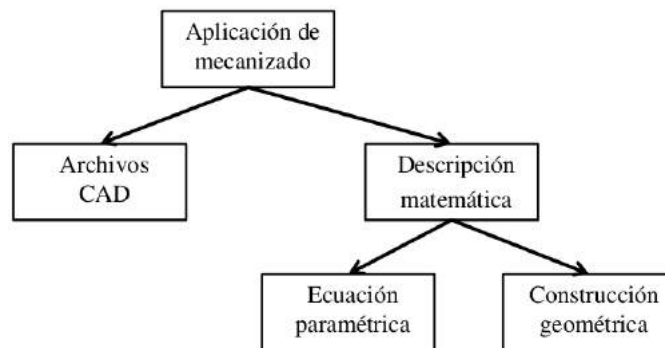 Aplicación de
mecanizado
Archivos
CAD
Descripción
matemática
Ecuación
paramétrica
Construcción
geométrica